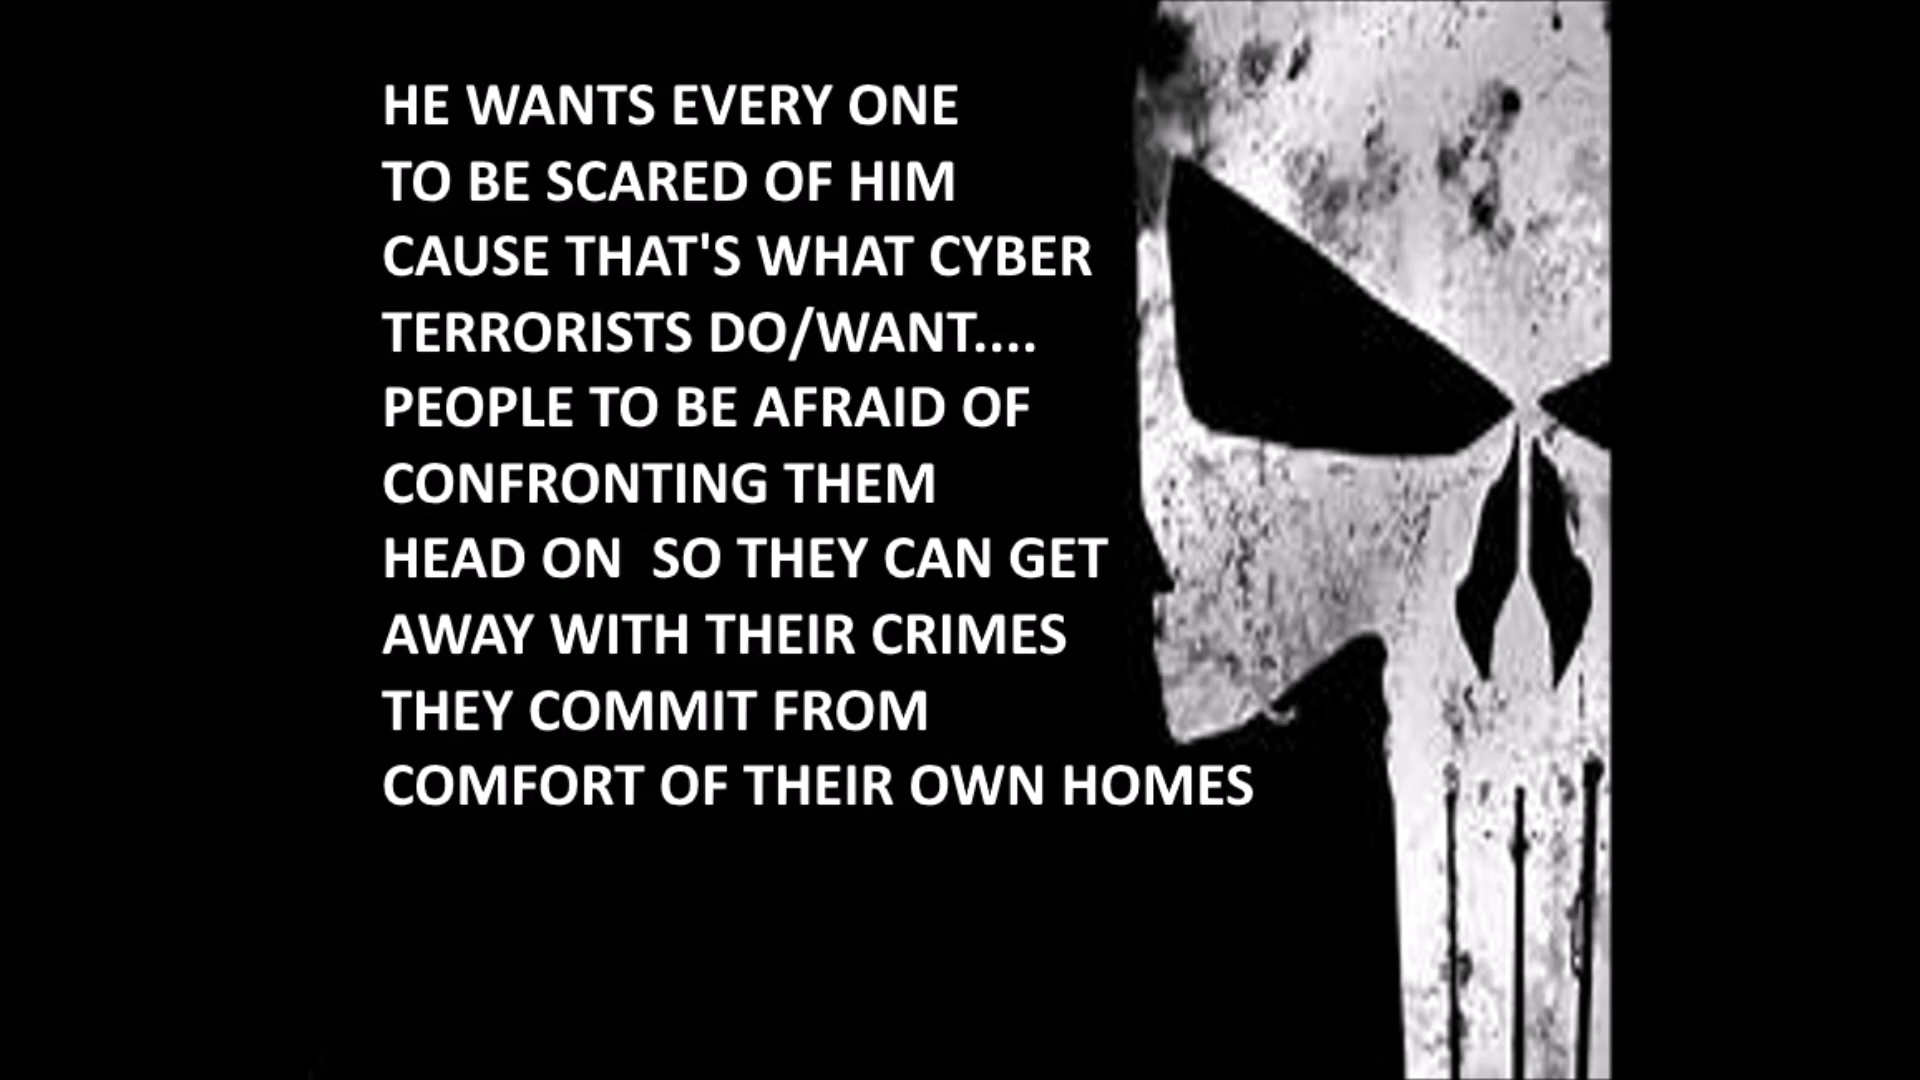 HE WANTS EVERY ONE
TO BE SCARED OF HIM
CAUSE THAT'S WHAT CYBER
TERRORISTS DO/WANT....
PEOPLE TO BE AFRAID OF
CONFRONTING THEM
HEAD ON  SO THEY CAN GET
AWAY WITH THEIR CRIMES
THEY COMMIT FROM
COMFORT OF THEIR OWN HOMES